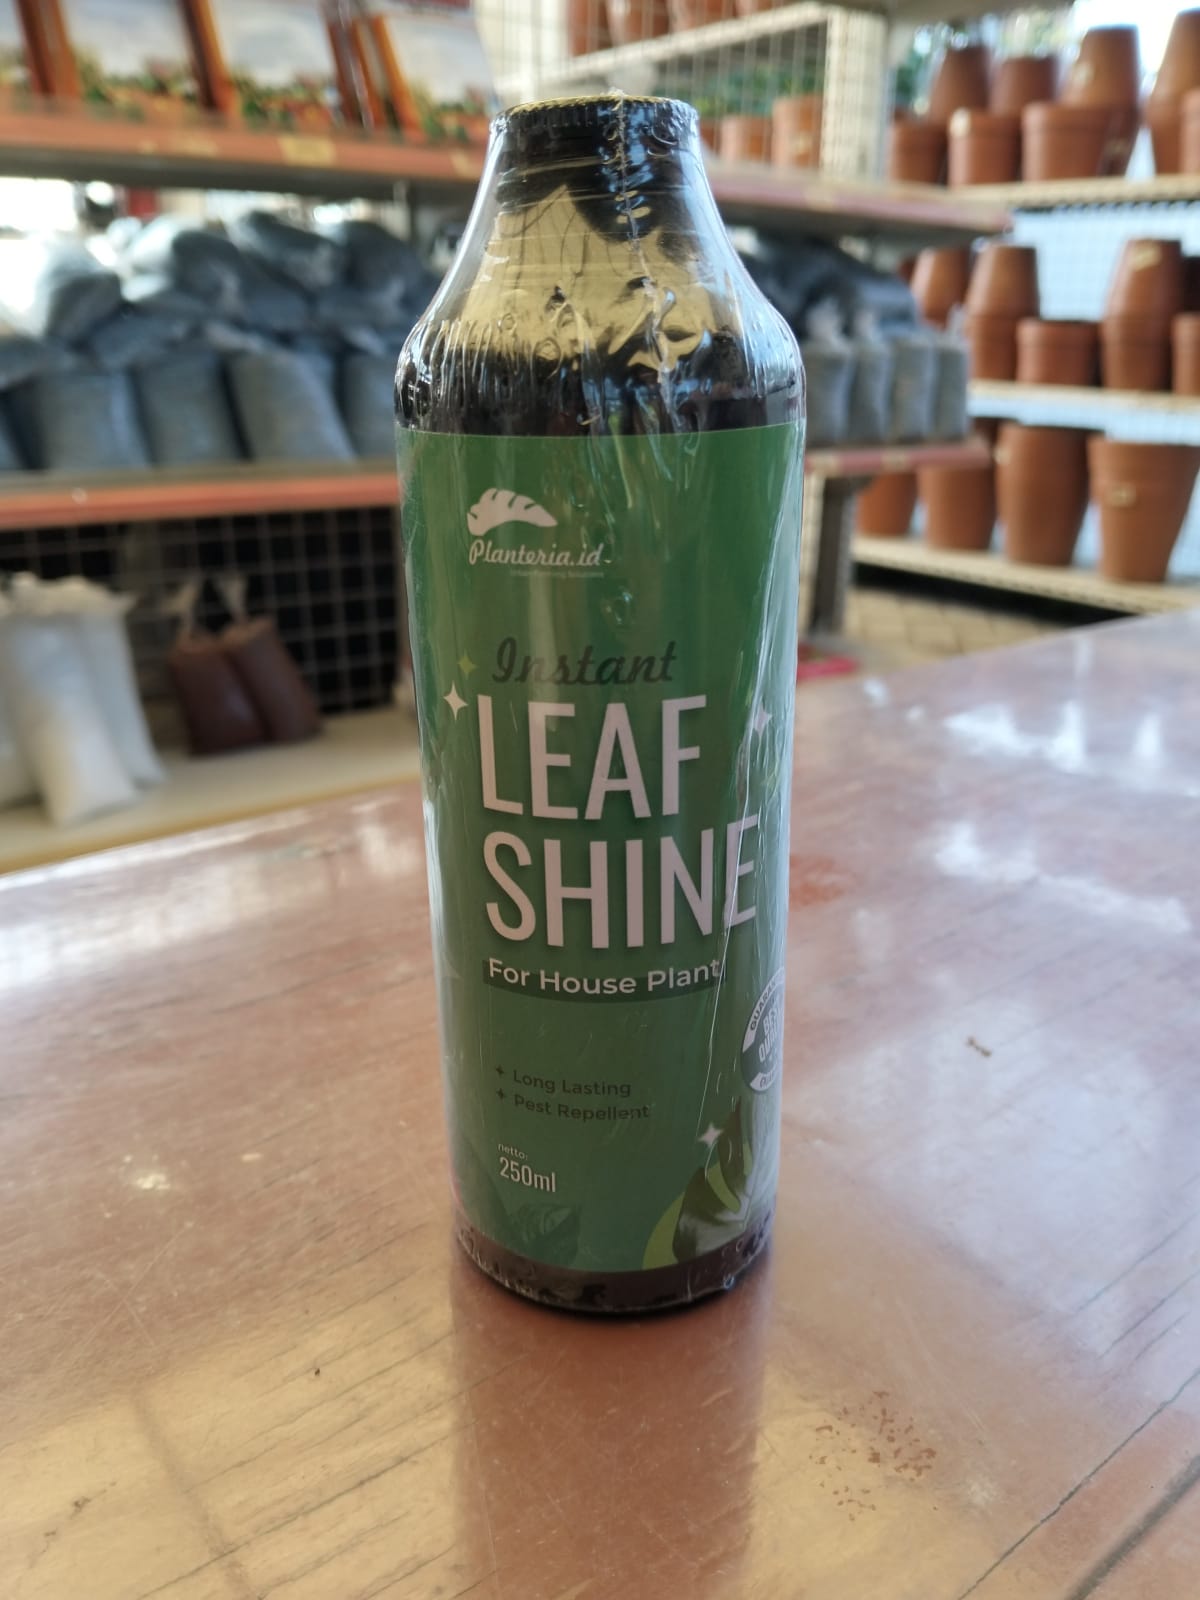 Planteria.id
Instant
LEAF
SHINE
For House Plant
Long Lasting
Pest Repellent
netto:
250ml